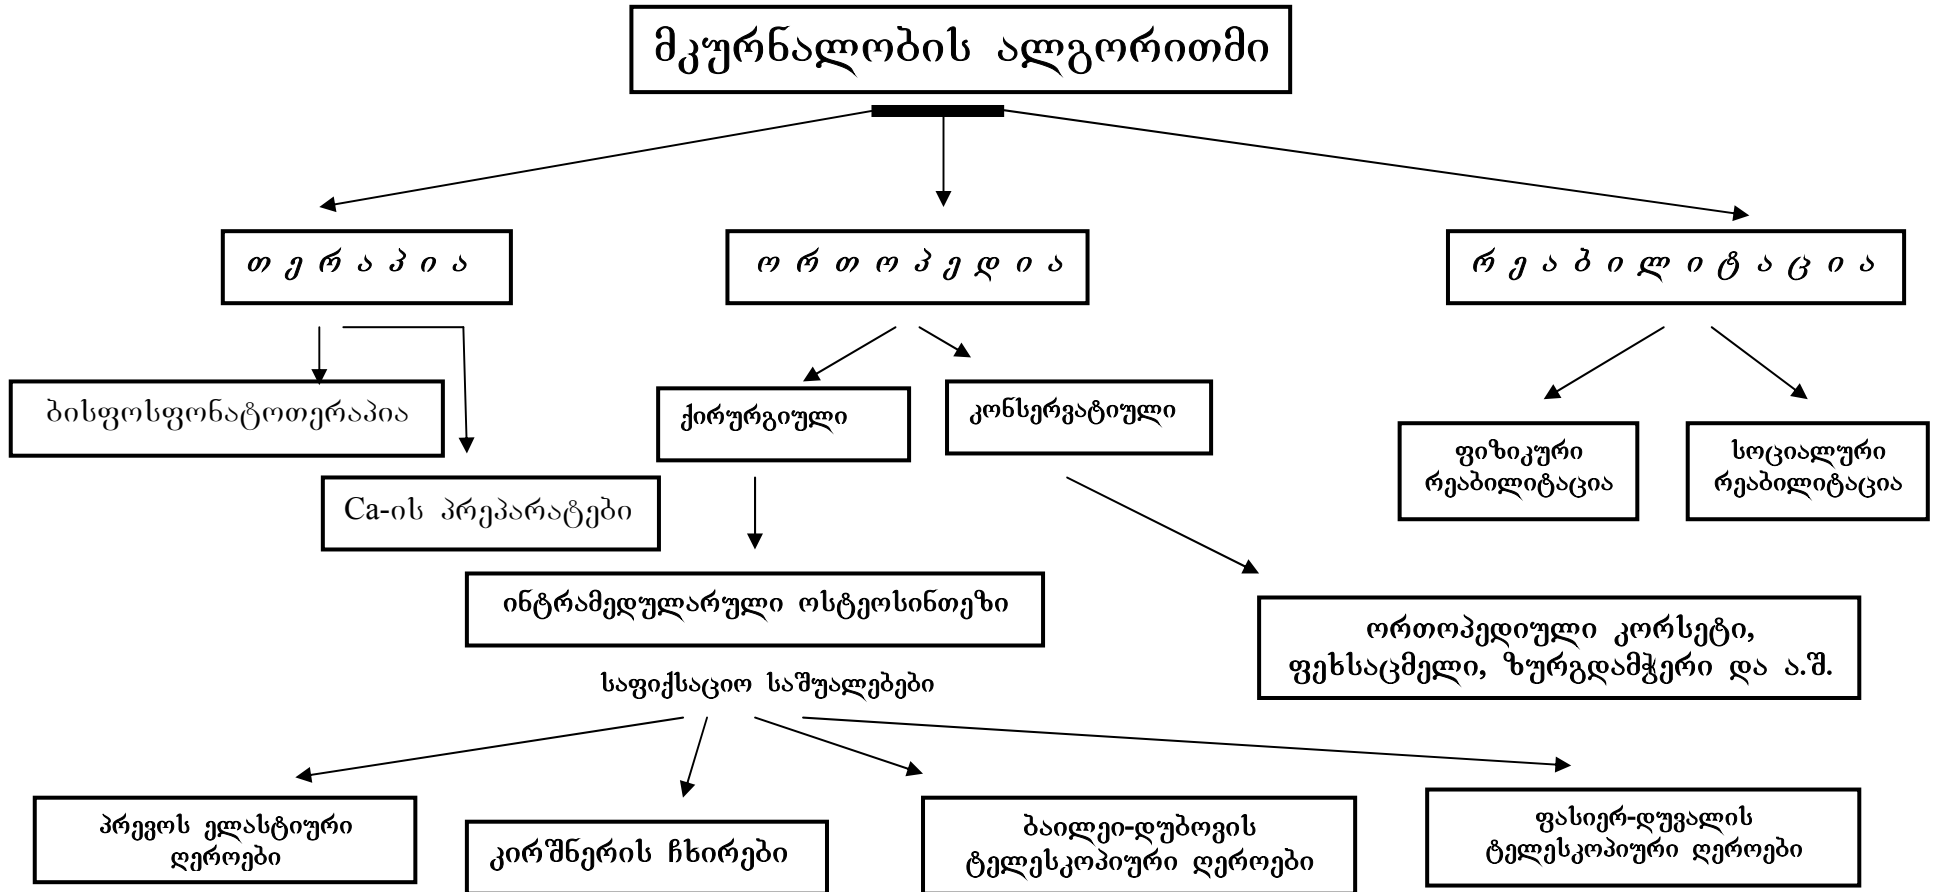 მკურნალობის ალგორითმი
თ ე რ ა პ ი ა
ო რ თ ო პ ე დ ი ა
რ ე ა ბ ი ლ ი ტ ა ც ი ა
ბისფოსფონატოთერაპია
Ca-ის პრეპარატები
ქირურგიული
კონსერვატიული
ფიზიკური
რეაბილიტაცია
სოციალური
რეაბილიტაცია
ინტრამედულარული ოსტეოსინთეზი
ორთოპედიული კორსეტი,
ფეხსაცმელი, ზურგდამჭერი და ა.შ.
საფიქსაციო საშუალებები
პრევოს ელასტიური
ღეროები
კირშნერის ჩხირები
ბაილეი-დუბოვის
ტელესკოპიური ღეროები
ფასიერ-დუვალის
ტელესკოპიური ღეროები